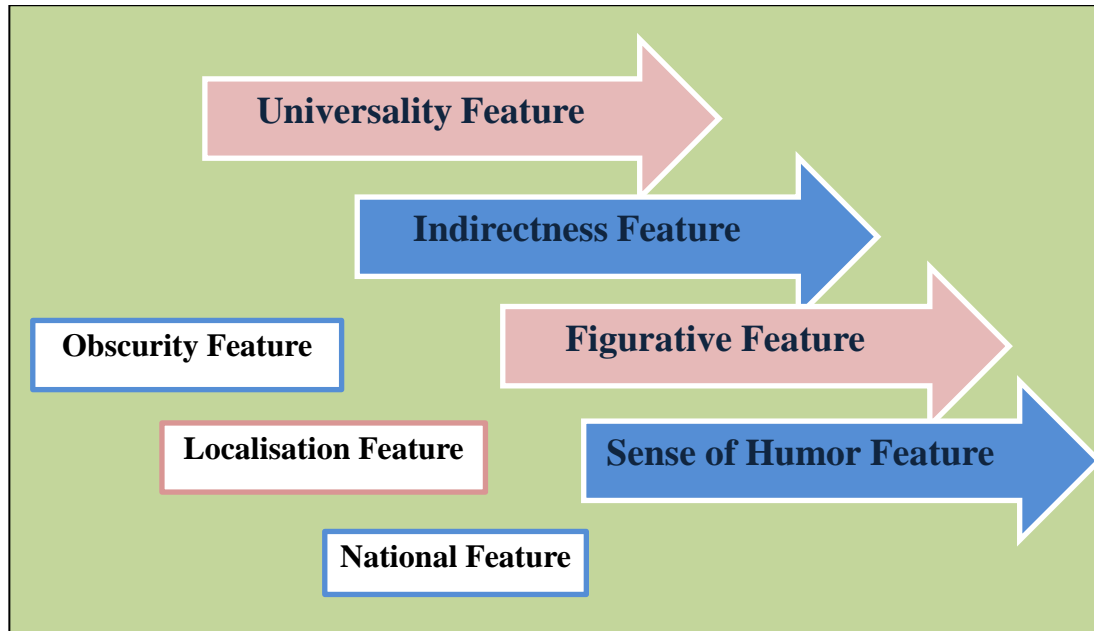 Universality Feature
Indirectness Feature
Figurative Feature
Obscurity Feature
Localisation Feature
Sense of Humor Feature
National Feature